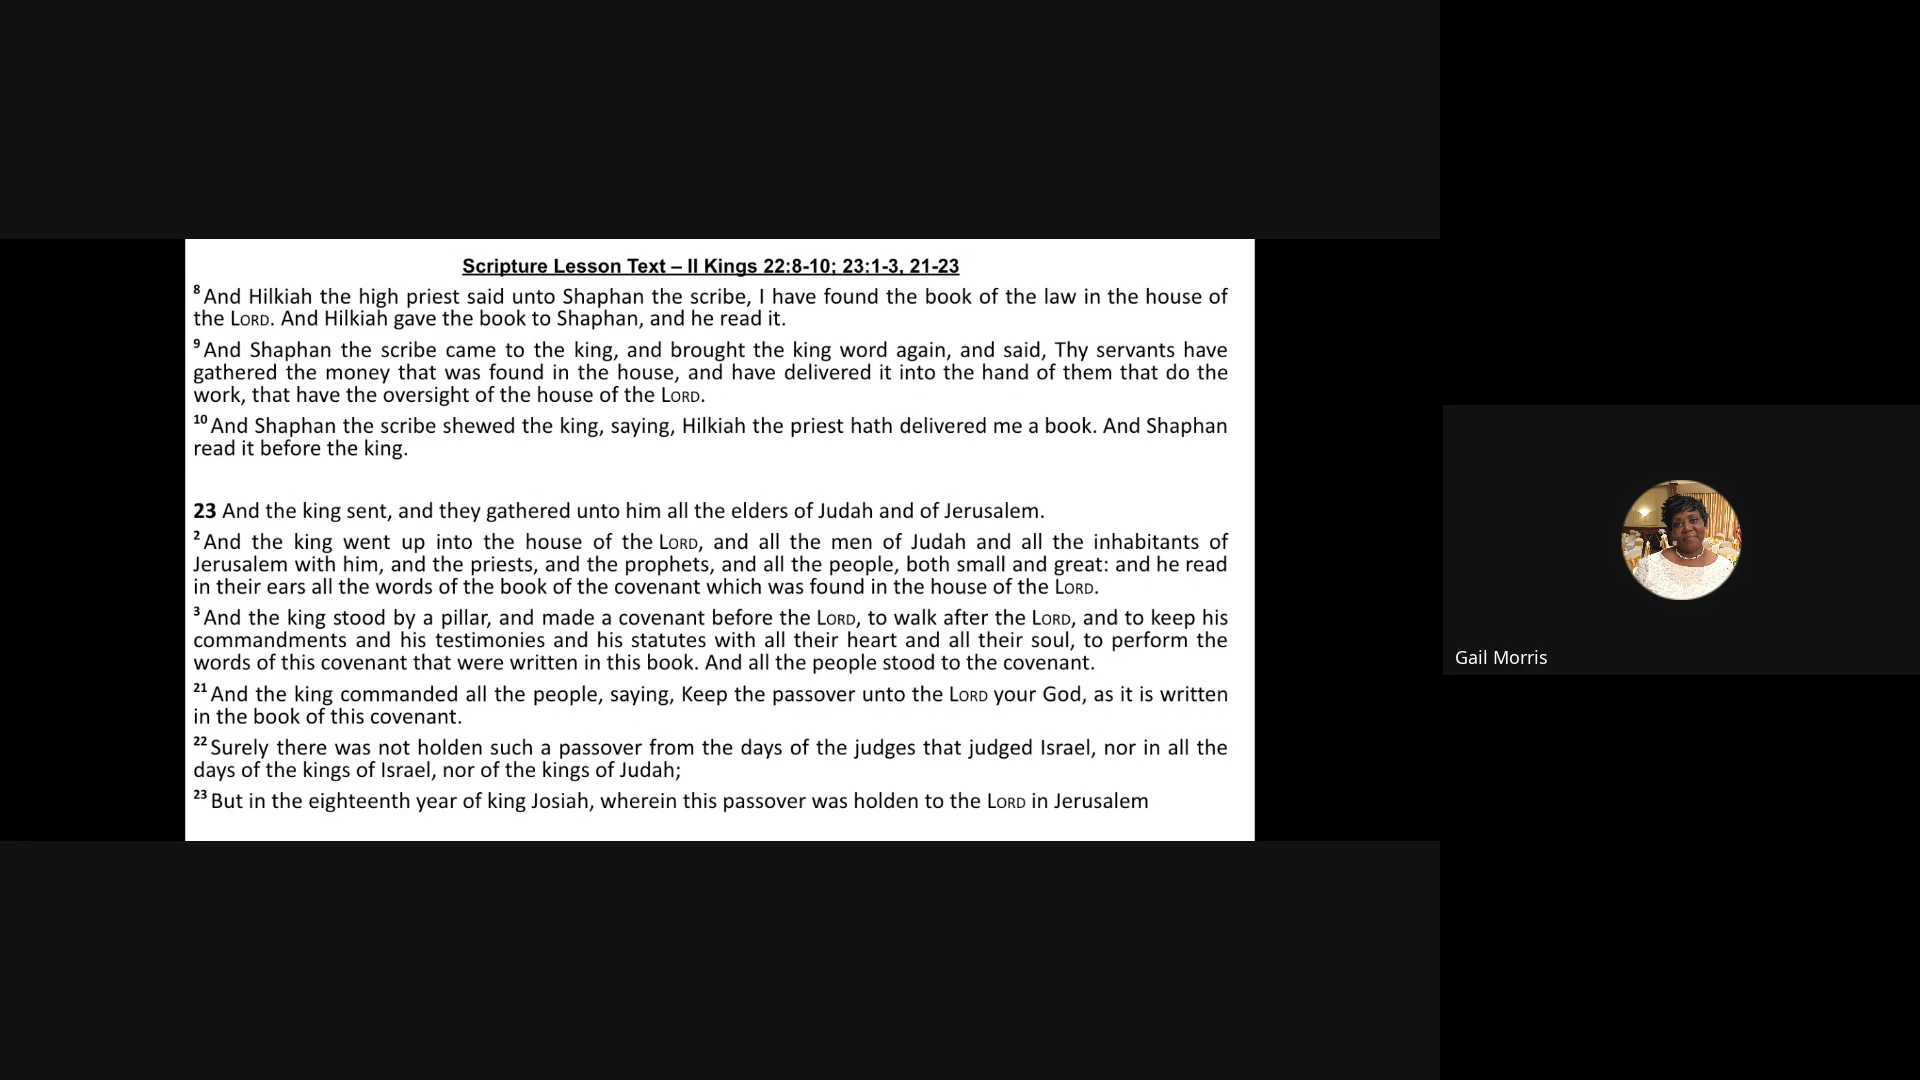 Scripture Lesson Text – II Kings 22:8-10; 23:1-3, 21-23
8 And Hilkiah the high priest said unto Shaphan the scribe, I have found the book of the law in the house of
the LORD. And Hilkiah gave the book to Shaphan, and he read it.
9 And Shaphan the scribe came to the king, and brought the king word again, and said, Thy servants have
gathered the money that was found in the house, and have delivered it into the hand of them that do the
work, that have the oversight of the house of the LORD.
10 And Shaphan the scribe shewed the king, saying, Hilkiah the priest hath delivered me a book. And Shaphan
read it before the king.
23 And the king sent, and they gathered unto him all the elders of Judah and of Jerusalem.
2 And the king went up into the house of the LORD, and all the men of Judah and all the inhabitants of
Jerusalem with him, and the priests, and the prophets, and all the people, both small and great: and he read
in their ears all the words of the book of the covenant which was found in the house of the LORD.
3 And the king stood by a pillar, and made a covenant before the LORD, to walk after the LORD, and to keep his
commandments and his testimonies and his statutes with all their heart and all their soul, to perform the
words of this covenant that were written in this book. And all the people stood to the covenant.
21 And the king commanded all the people, saying, Keep the passover unto the LORD your God, as it is written
in the book of this covenant.
22 Surely there was not holden such a passover from the days of the judges that judged Israel, nor in all the
days of the kings of Israel, nor of the kings of Judah;
23 But in the eighteenth year of king Josiah, wherein this passover was holden to the LORD in Jerusalem
Gail Morris